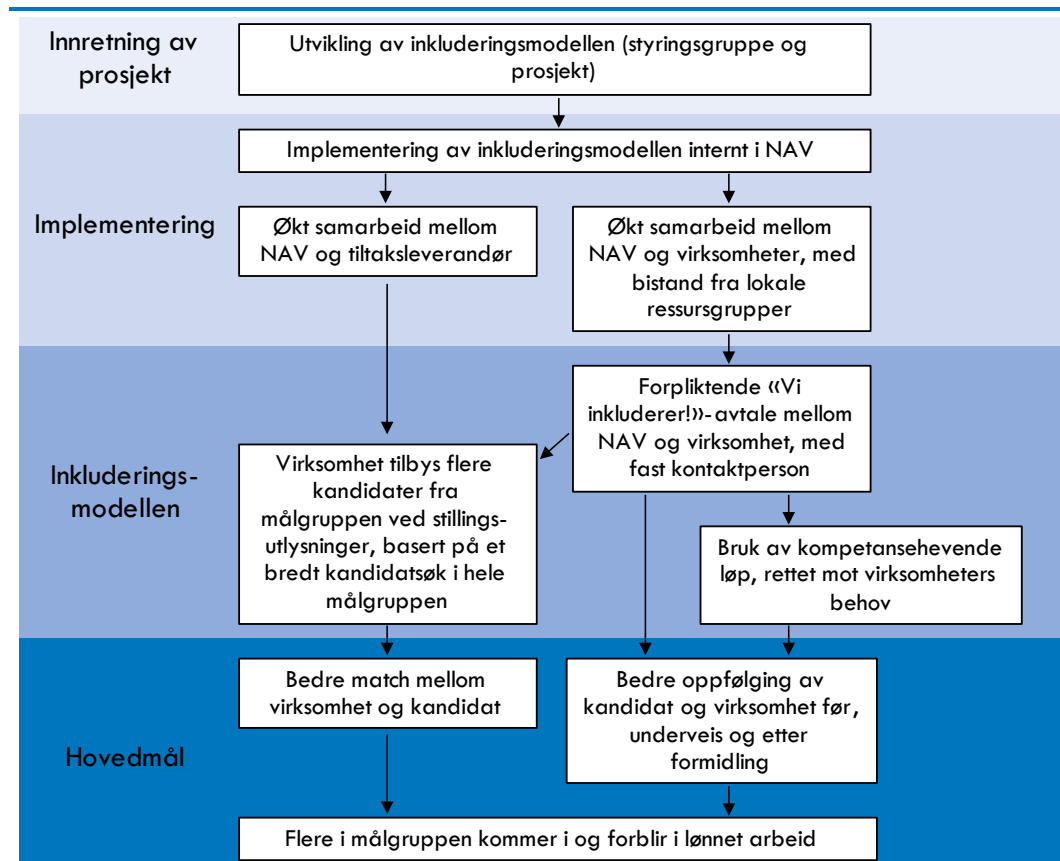 Innretning av
prosjekt
Utvikling av inkluderingsmodellen (styringsgruppe og
prosjekt)
Implementering
Implementering av inkluderingsmodellen internt i NAV
Økt samarbeid mellom
NAV og tiltaksleverandør
Økt samarbeid mellom
NAV og virksomheter, med
bistand fra lokale
ressursgrupper
Inkluderings-
modellen
Forpliktende «Vi
inkluderer!»- avtale mellom
NAV og virksomhet, med
fast kontaktperson
Virksomhet tilbys flere
kandidater fra
målgruppen ved stillings-
utlysninger, basert på et
bredt kandidatsøk i hele
målgruppen
Bruk av kompetansehevende
løp, rettet mot virksomheters
behov
Hovedmål
Bedre match mellom
virksomhet og kandidat
Bedre oppfølging av
kandidat og virksomhet før,
underveis og etter
formidling
Flere i målgruppen kommer i og forblir i lønnet arbeid